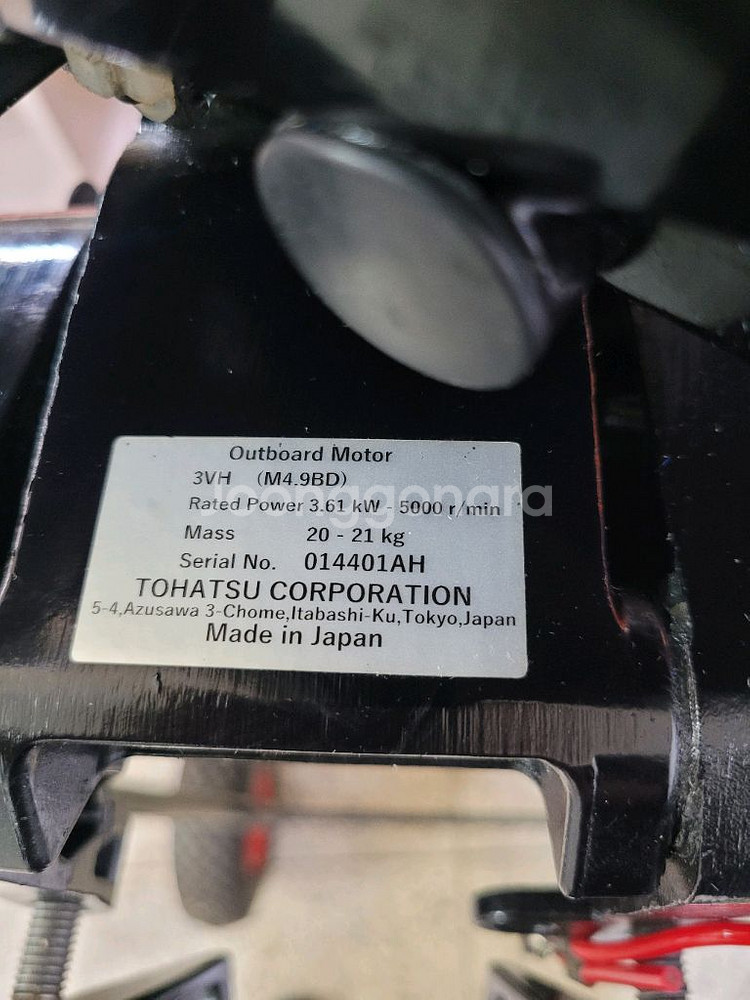 Outboard Motor
3VH (M4.9BD)
Rated Power 3.61 kW - 5000 r/min
Mass 20 - 21 kg
Serial No. 014401AH
TOHATSU CORPORATION
5-4,Azusawa 3-Chome,Itabashi-Ku,Tokyo,Japan
Made in Japan
Joonggonara